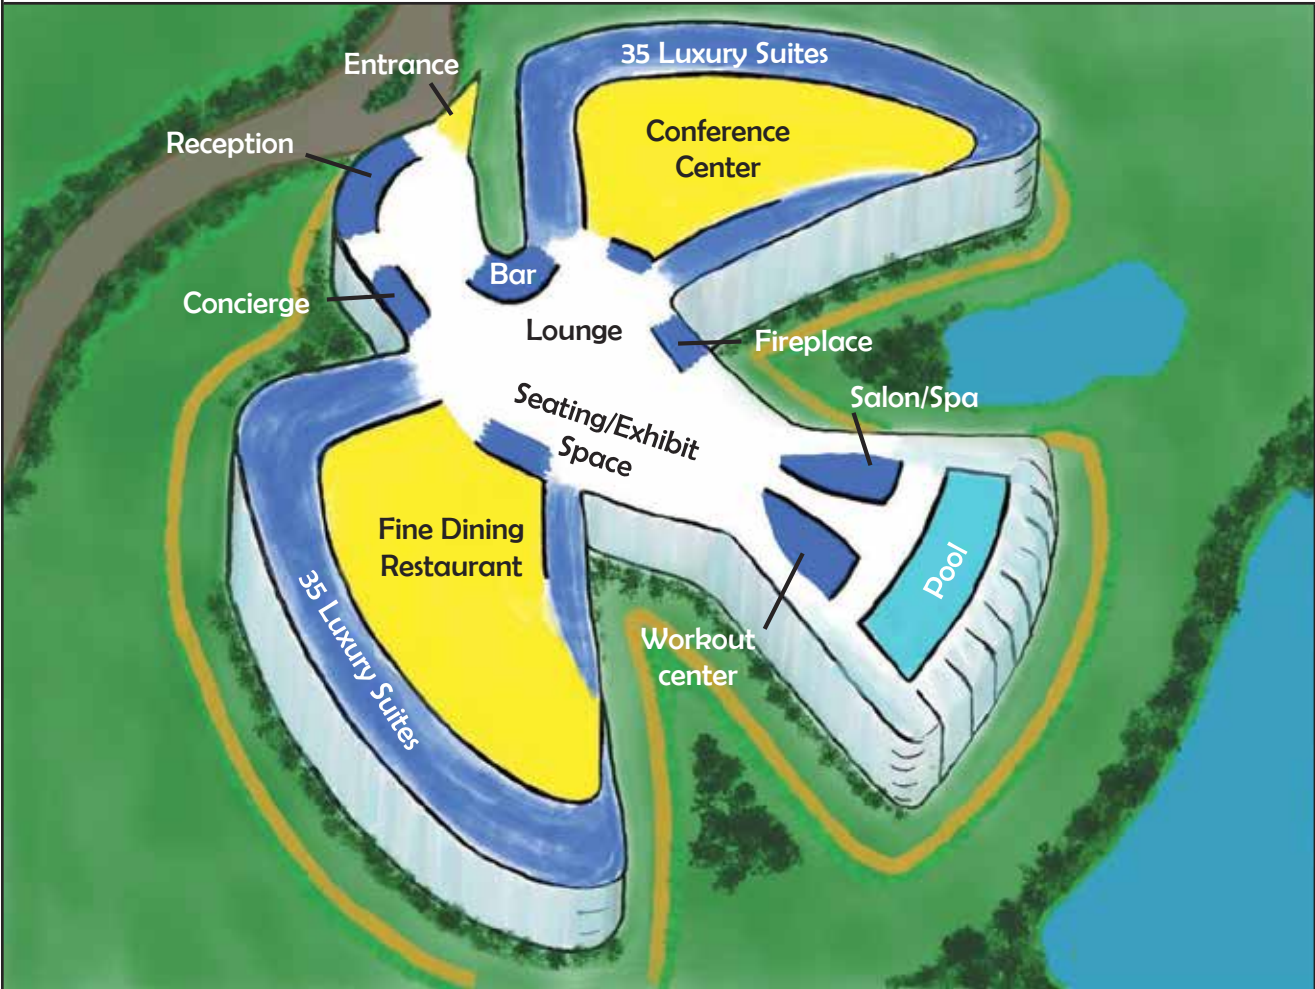 35 Luxury Suites
Entrance
Conference
Center
Reception
Bar
Concierge
Lounge
Fireplace
Salon/Spa
Seating/Exhibit
Space
Fine Dining
Restaurant
Pool
35 Luxury Suites
Workout
center